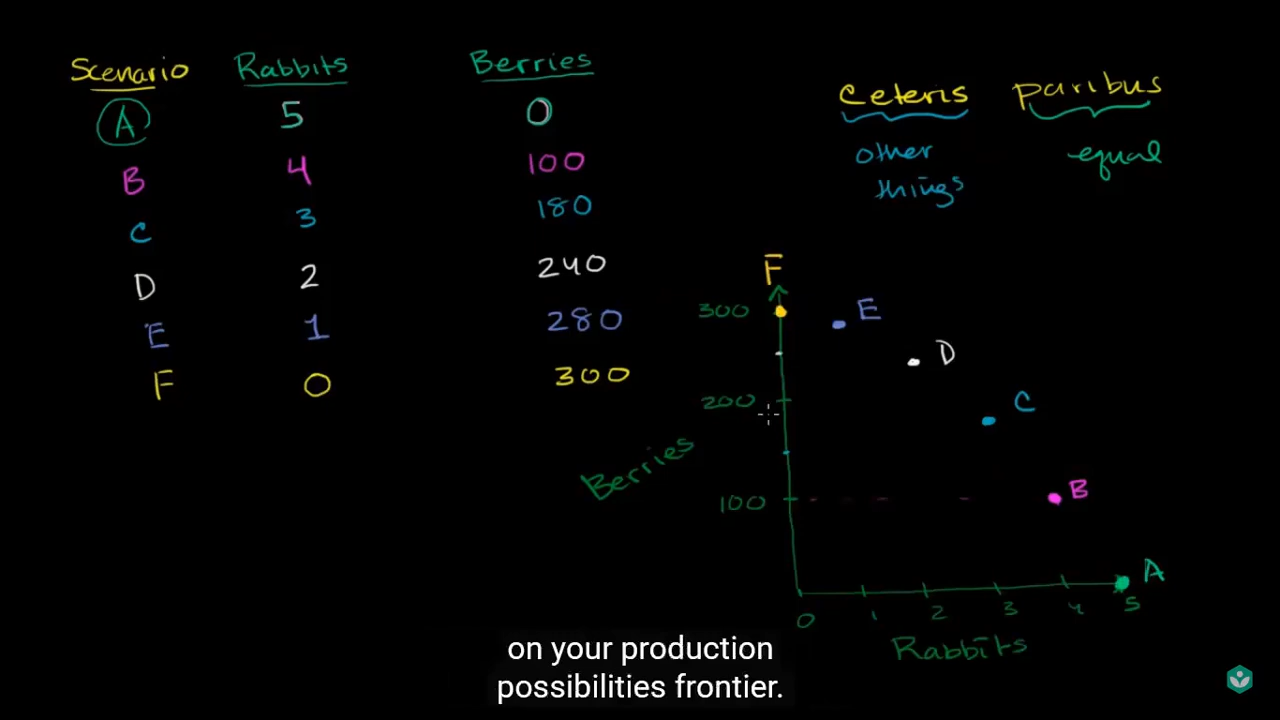 Scenario Rabbits Berries
A 5 0
B 4 100
C 3 180
D 2 240
E 1 280
F 0 300
Ceteris paribus
other equal
things
F
300
E
D
200
C
Berries
100
B
A
0 1 2 3 4 5
Rabbits
on your production
possibilities frontier.